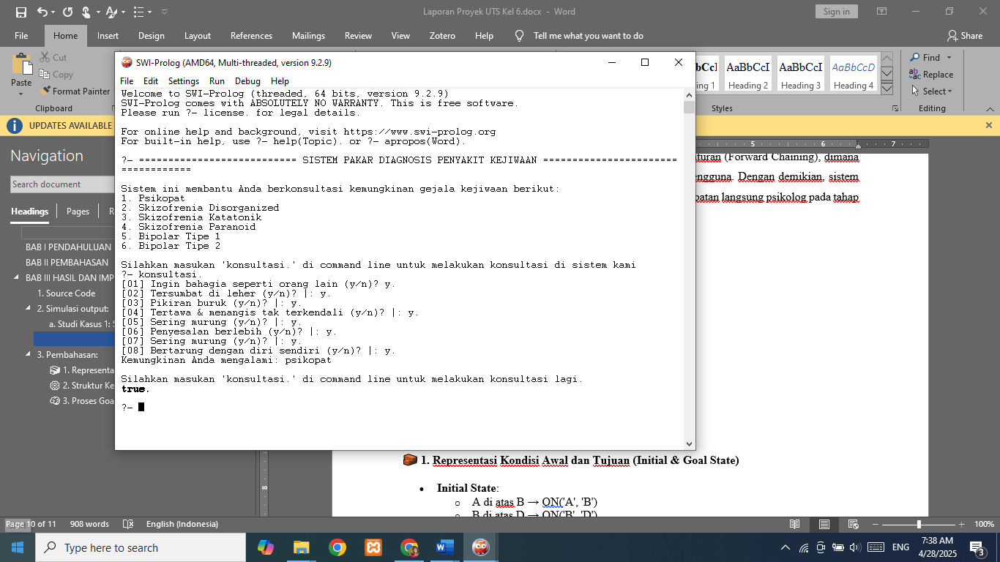 Laporan Proyek UTS Kel 6.docx - Word
Sign in
File Home Insert Design Layout References Mailings Review View Zotero Help Tell me what you want to do Share
Paste
Cut
Copy
Format Painter
Clipboard
AaBbCcI AaBbCcI AaBbCcD
Heading 2 Heading 3 Heading 4
Styles
Find
Replace
Select
Editing
UPDATES AVAILABLE
Navigation
Search document
Headings Pages
BAB I PENDAHULUAN
BAB II PEMBAHASAN
BAB III HASIL DAN IMP
1. Source Code
2. Simulasi output:
a. Studi Kasus 1:
3. Pembahasan:
1. Representa
2. Struktur Ke
3. Proses Goa
SWI-Prolog (AMD64, Multi-threaded, version 9.2.9)
File Edit Settings Run Debug Help
Welcome to SWI-Prolog (threaded, 64 bits, version 9.2.9)
SWI-Prolog comes with ABSOLUTELY NO WARRANTY. This is free software.
Please run ?- license. for legal details.
For online help and background, visit https://www.swi-prolog.org
For built-in help, use ?- help(Topic). or ?- apropos(Word).
?- =========================== SISTEM PAKAR DIAGNOSIS PENYAKIT KEJIWAAN =======================
============
Sistem ini membantu Anda berkonsultasi kemungkinan gejala kejiwaan berikut:
1. Psikopat
2. Skizofrenia Disorganized
3. Skizofrenia Katatonik
4. Skizofrenia Paranoid
5. Bipolar Tipe 1
6. Bipolar Tipe 2
Silahkan masukan 'konsultasi.' di command line untuk melakukan konsultasi di sistem kami
?- konsultasi.
[01] Ingin bahagia seperti orang lain (y/n)? y.
[02] Tersumbat di leher (y/n)? |: y.
[03] Pikiran buruk (y/n)? |: y.
[04] Tertawa & menangis tak terkendali (y/n)? |: y.
[05] Sering murung (y/n)? |: y.
[06] Penyesalan berlebih (y/n)? |: y.
[07] Sering murung (y/n)? |: y.
[08] Bertarung dengan diri sendiri (y/n)? |: y.
Kemungkinan Anda mengalami: psikopat
Silahkan masukan 'konsultasi.' di command line untuk melakukan konsultasi lagi.
true.
?-
5 6 7
8
turan (Forward Chaining), dimana
ngguna. Dengan demikian, sistem
batan langsung psikolog pada tahap
1. Representasi Kondisi Awal dan Tujuan (Initial & Goal State)
• Initial State:
o A di atas B → ON('A', 'B')
o B di atas D → ON('B', 'D')
Page 10 of 11 908 words English (Indonesia) 100%
Type here to search
ENG
7:38 AM
4/28/2025
3